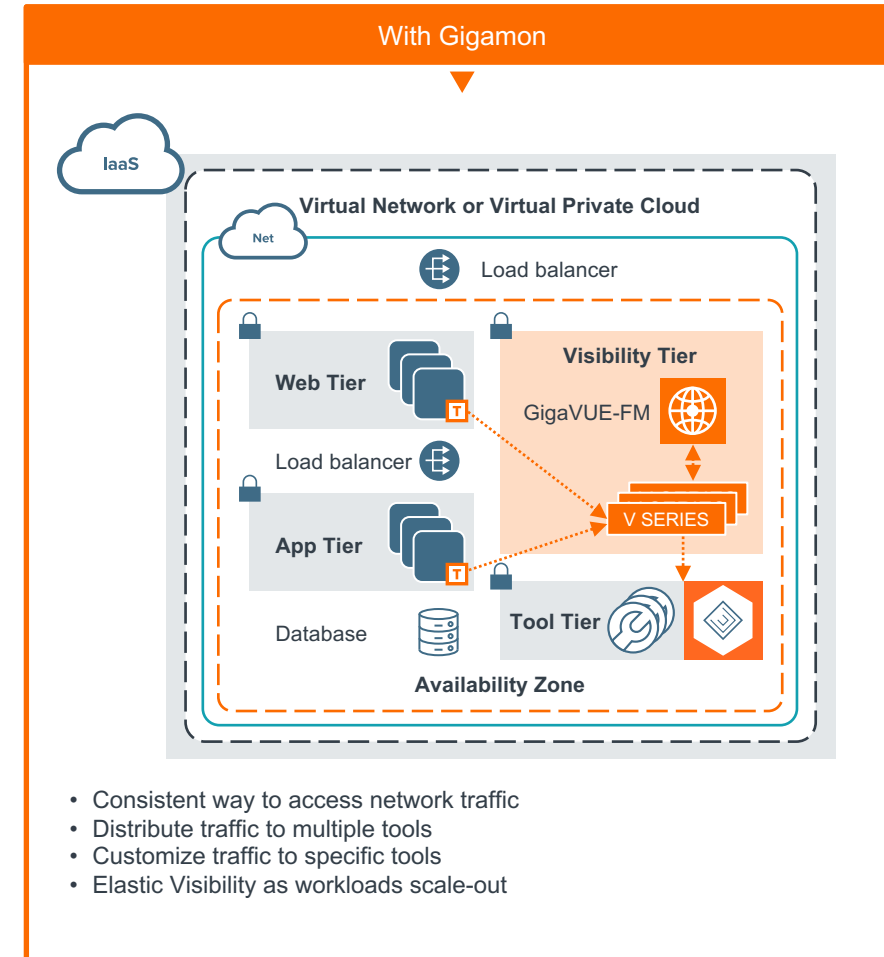 With Gigamon
IaaS
Virtual Network or Virtual Private Cloud
Net
Load balancer
Web Tier
T
Visibility Tier
GigaVUE-FM
Load balancer
V SERIES
App Tier
T
Tool Tier
Database
Availability Zone
• Consistent way to access network traffic
• Distribute traffic to multiple tools
• Customize traffic to specific tools
• Elastic Visibility as workloads scale-out